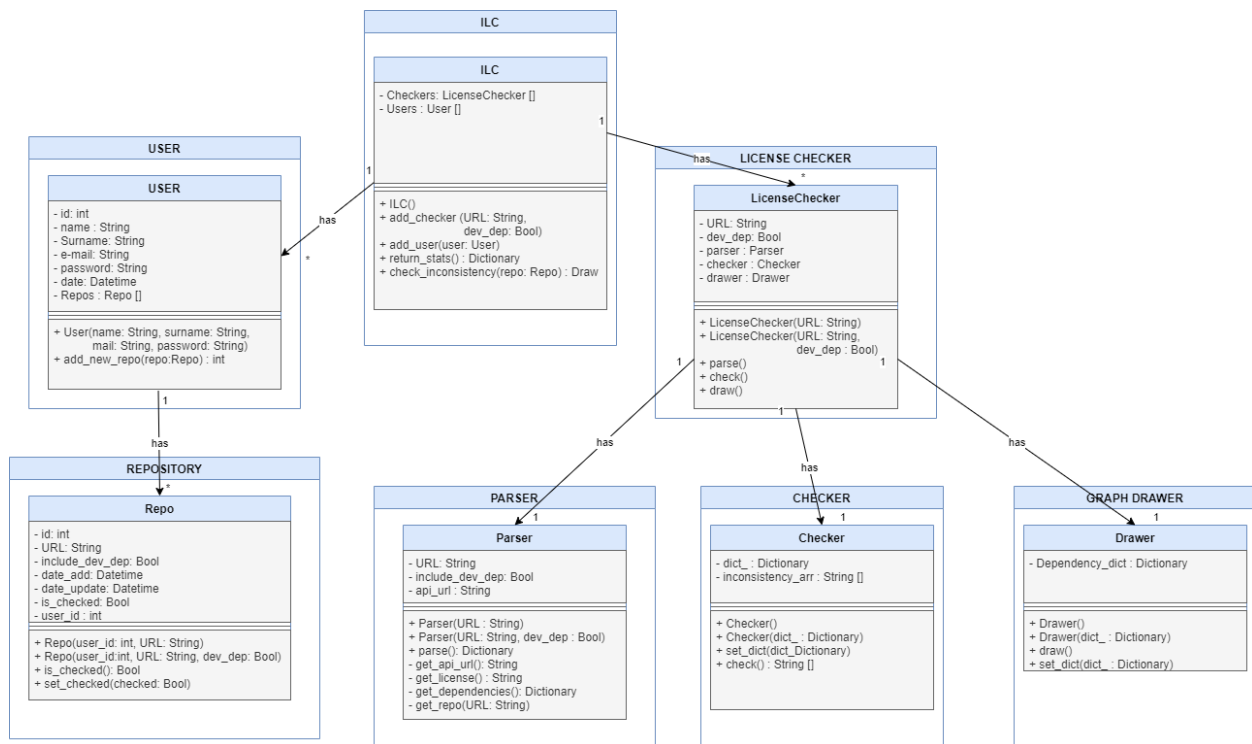 ILC
ILC
- Checkers: LicenseChecker []
- Users : User []
+ ILC()
+ add_checker (URL: String,
dev_dep: Bool)
+ add_user(user: User)
+ return_stats() : Dictionary
+ check_inconsistency(repo: Repo) : Draw
1
has
*
1
has
*
USER
USER
- id: int
- name : String
- Surname: String
- e-mail: String
- password: String
- date: Datetime
- Repos : Repo []
+ User(name: String, surname: String,
mail: String, password: String)
+ add_new_repo(repo:Repo) : int
1
has
*
LICENSE CHECKER
LicenseChecker
- URL: String
- dev_dep: Bool
- parser : Parser
- checker : Checker
- drawer : Drawer
+ LicenseChecker(URL: String)
+ LicenseChecker(URL: String,
dev_dep : Bool)
+ parse()
+ check()
+ draw()
1
has
1
1
has
1
1
has
1
REPOSITORY
Repo
- id: int
- URL: String
- include_dev_dep: Bool
- date_add: Datetime
- date_update: Datetime
- is_checked: Bool
- user_id : int
+ Repo(user_id: int, URL: String)
+ Repo(user_id:int, URL: String, dev_dep: Bool)
+ is_checked(): Bool
+ set_checked(checked: Bool)
PARSER
Parser
- URL: String
- include_dev_dep: Bool
- api_url : String
+ Parser(URL : String)
+ Parser(URL: String, dev_dep : Bool)
+ parse(): Dictionary
- get_api_url(): String
- get_license() : String
- get_dependencies(): Dictionary
- get_repo(URL: String)
CHECKER
Checker
- dict_ : Dictionary
- inconsistency_arr : String []
+ Checker()
+ Checker(dict_ : Dictionary)
+ set_dict(dict_Dictionary)
+ check() : String []
GRAPH DRAWER
Drawer
- Dependency_dict : Dictionary
+ Drawer()
+ Drawer(dict_ : Dictionary)
+ draw()
+ set_dict(dict_ : Dictionary)